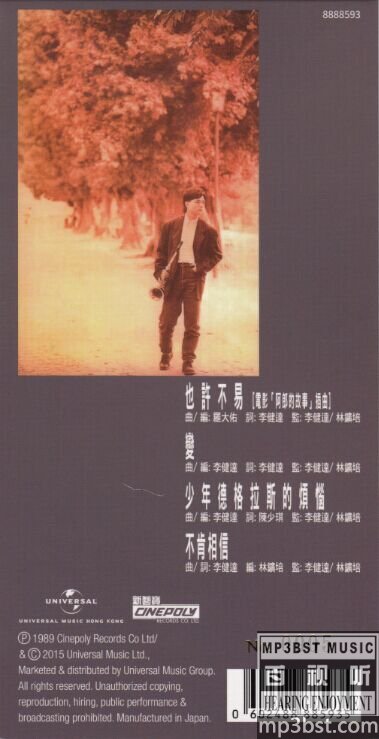 8888593
也許不易 [電影「阿郎的故事」插曲]
曲/編: 羅大佑 詞: 李健達 監: 李健達/ 林鑛培
變
曲/編: 李健達 詞: 李健達 監: 李健達/ 林鑛培
少年德格拉斯的煩惱
曲/編: 李健達 詞: 陳少琪 監: 李健達/ 林鑛培
不肯相信
曲/詞: 李健達 編: 林鑛培 監: 李健達/ 林鑛培
UNIVERSAL
UNIVERSAL MUSIC HONG KONG
新藝寶
CINEPOLY
RECORDS CO. LTD
Ⓟ 1989 Cinepoly Records Co Ltd/
& Ⓒ 2015 Universal Music Ltd.,
Marketed & distributed by Universal Music Group.
All rights reserved. Unauthorized copying,
reproduction, hiring, public performance &
broadcasting prohibited. Manufactured in Japan.
MP3BST MUSIC
百视听
HEARING ENJOYMENT
mp3bst.com